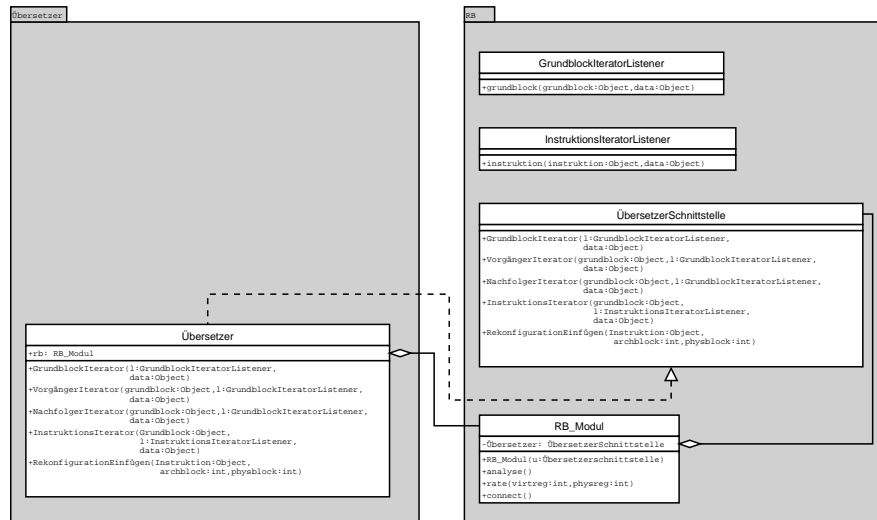 Übersetzer
Übersetzer
+rb: RB_Modul
+GrundblockIterator(l:GrundblockIteratorListener,
data:Object)
+VorgängerIterator(grundblock:Object,l:GrundblockIteratorListener,
data:Object)
+NachfolgerIterator(grundblock:Object,l:GrundblockIteratorListener,
data:Object)
+InstruktionsIterator(Grundblock:Object,
l:InstruktionsIteratorListener,
data:Object)
+RekonfigurationEinfügen(Instruktion:Object,
archblock:int,physblock:int)
RB
GrundblockIteratorListener
+grundblock(grundblock:Object,data:Object)
InstruktionsIteratorListener
+instruktion(instruktion:Object,data:Object)
ÜbersetzerSchnittstelle
+GrundblockIterator(l:GrundblockIteratorListener,
data:Object)
+VorgängerIterator(grundblock:Object,l:GrundblockIteratorListener,
data:Object)
+NachfolgerIterator(grundblock:Object,l:GrundblockIteratorListener,
data:Object)
+InstruktionsIterator(grundblock:Object,
l:InstruktionsIteratorListener,
data:Object)
+RekonfigurationEinfügen(Instruktion:Object,
archblock:int,physblock:int)
RB_Modul
-Übersetzer: ÜbersetzerSchnittstelle
+RB_Modul(u:Übersetzerschnittstelle)
+analyse()
+rate(virtreg:int,physreg:int)
+connect()